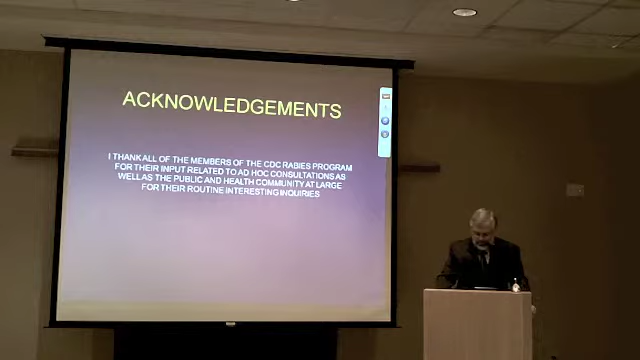 ACKNOWLEDGEMENTS
I THANK ALL OF THE MEMBERS OF THE CDC RABIES PROGRAM
FOR THEIR INPUT RELATED TO AD HOC CONSULTATIONS AS
WELL AS THE PUBLIC AND HEALTH COMMUNITY AT LARGE
FOR THEIR ROUTINE INTERESTING INQUIRIES